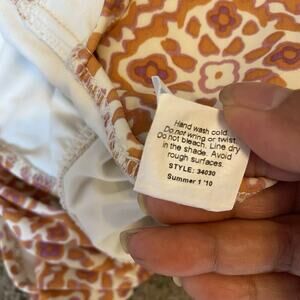 Hand wash cold.
Do not wring or twist.
Do not bleach. Line dry
in the shade. Avoid
rough surfaces.
STYLE: 34030
Summer 1 '10